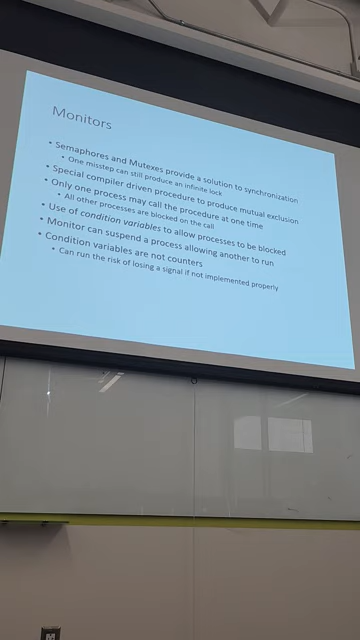 Monitors
• Semaphores and Mutexes provide a solution to synchronization
• One misstep can still produce an infinite lock
• Special compiler driven procedure to produce mutual exclusion
• Only one process may call the procedure at one time
• All other processes are blocked on the call
• Use of condition variables to allow processes to be blocked
• Monitor can suspend a process allowing another to run
• Condition variables are not counters
• Can run the risk of losing a signal if not implemented properly